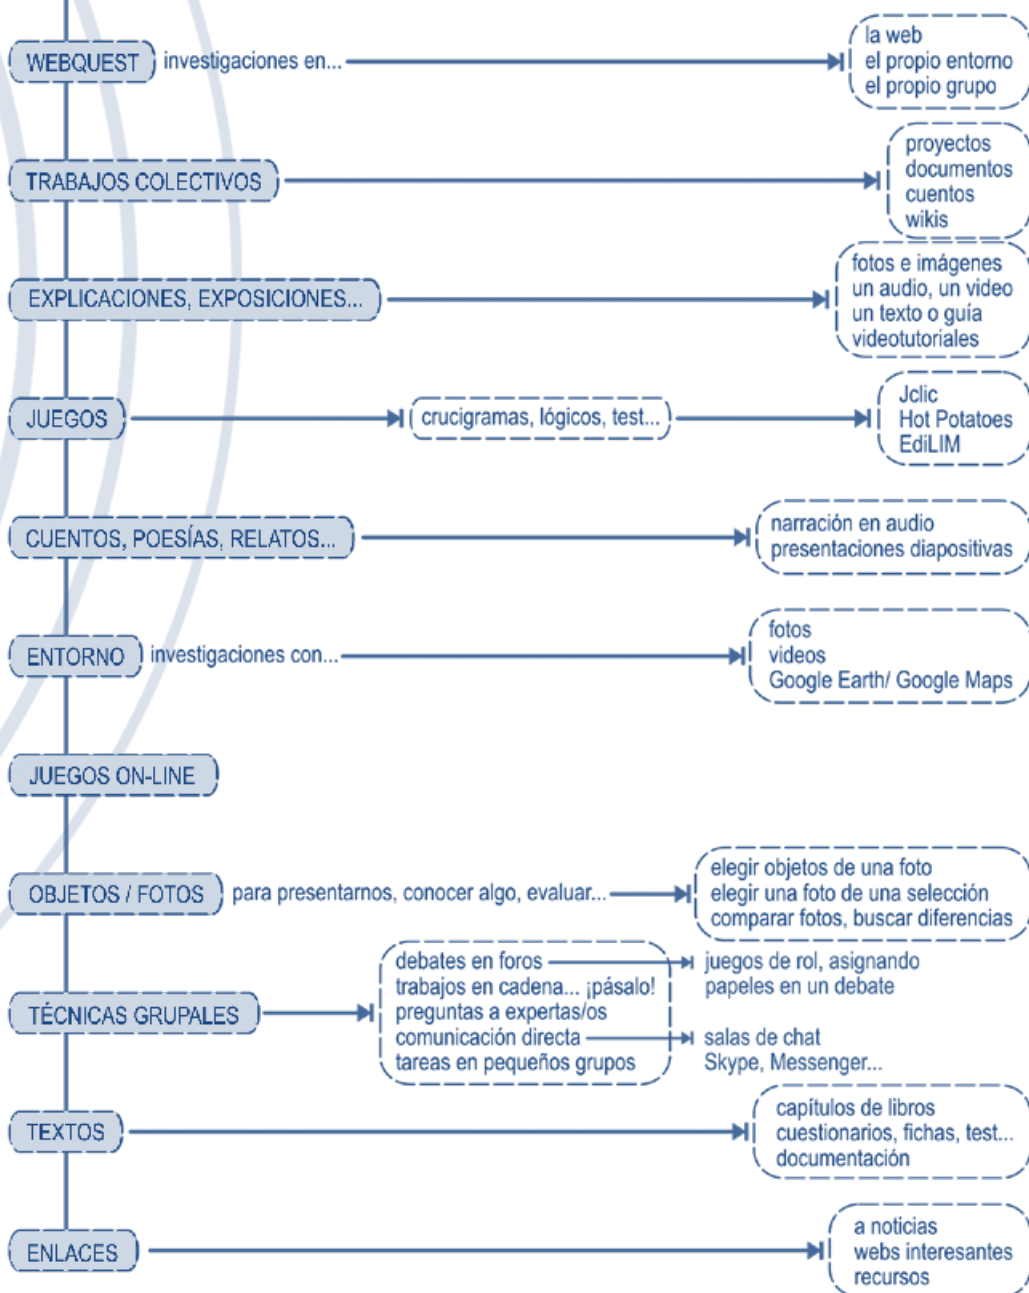 WEBQUEST investigaciones en...
la web
el propio entorno
el propio grupo
TRABAJOS COLECTIVOS
proyectos
documentos
cuentos
wikis
EXPLICACIONES, EXPOSICIONES...
fotos e imágenes
un audio, un video
un texto o guía
videotutoriales
JUEGOS
crucigramas, lógicos, test...
Jclic
Hot Potatoes
EdiLIM
CUENTOS, POESÍAS, RELATOS...
narración en audio
presentaciones diapositivas
ENTORNO investigaciones con...
fotos
videos
Google Earth/ Google Maps
JUEGOS ON-LINE
OBJETOS / FOTOS para presentarnos, conocer algo, evaluar...
elegir objetos de una foto
elegir una foto de una selección
comparar fotos, buscar diferencias
TÉCNICAS GRUPALES
debates en foros
trabajos en cadena... ¡pásalo!
preguntas a expertas/os
comunicación directa
tareas en pequeños grupos
juegos de rol, asignando
papeles en un debate
salas de chat
Skype, Messenger...
TEXTOS
capítulos de libros
cuestionarios, fichas, test...
documentación
ENLACES
a noticias
webs interesantes
recursos